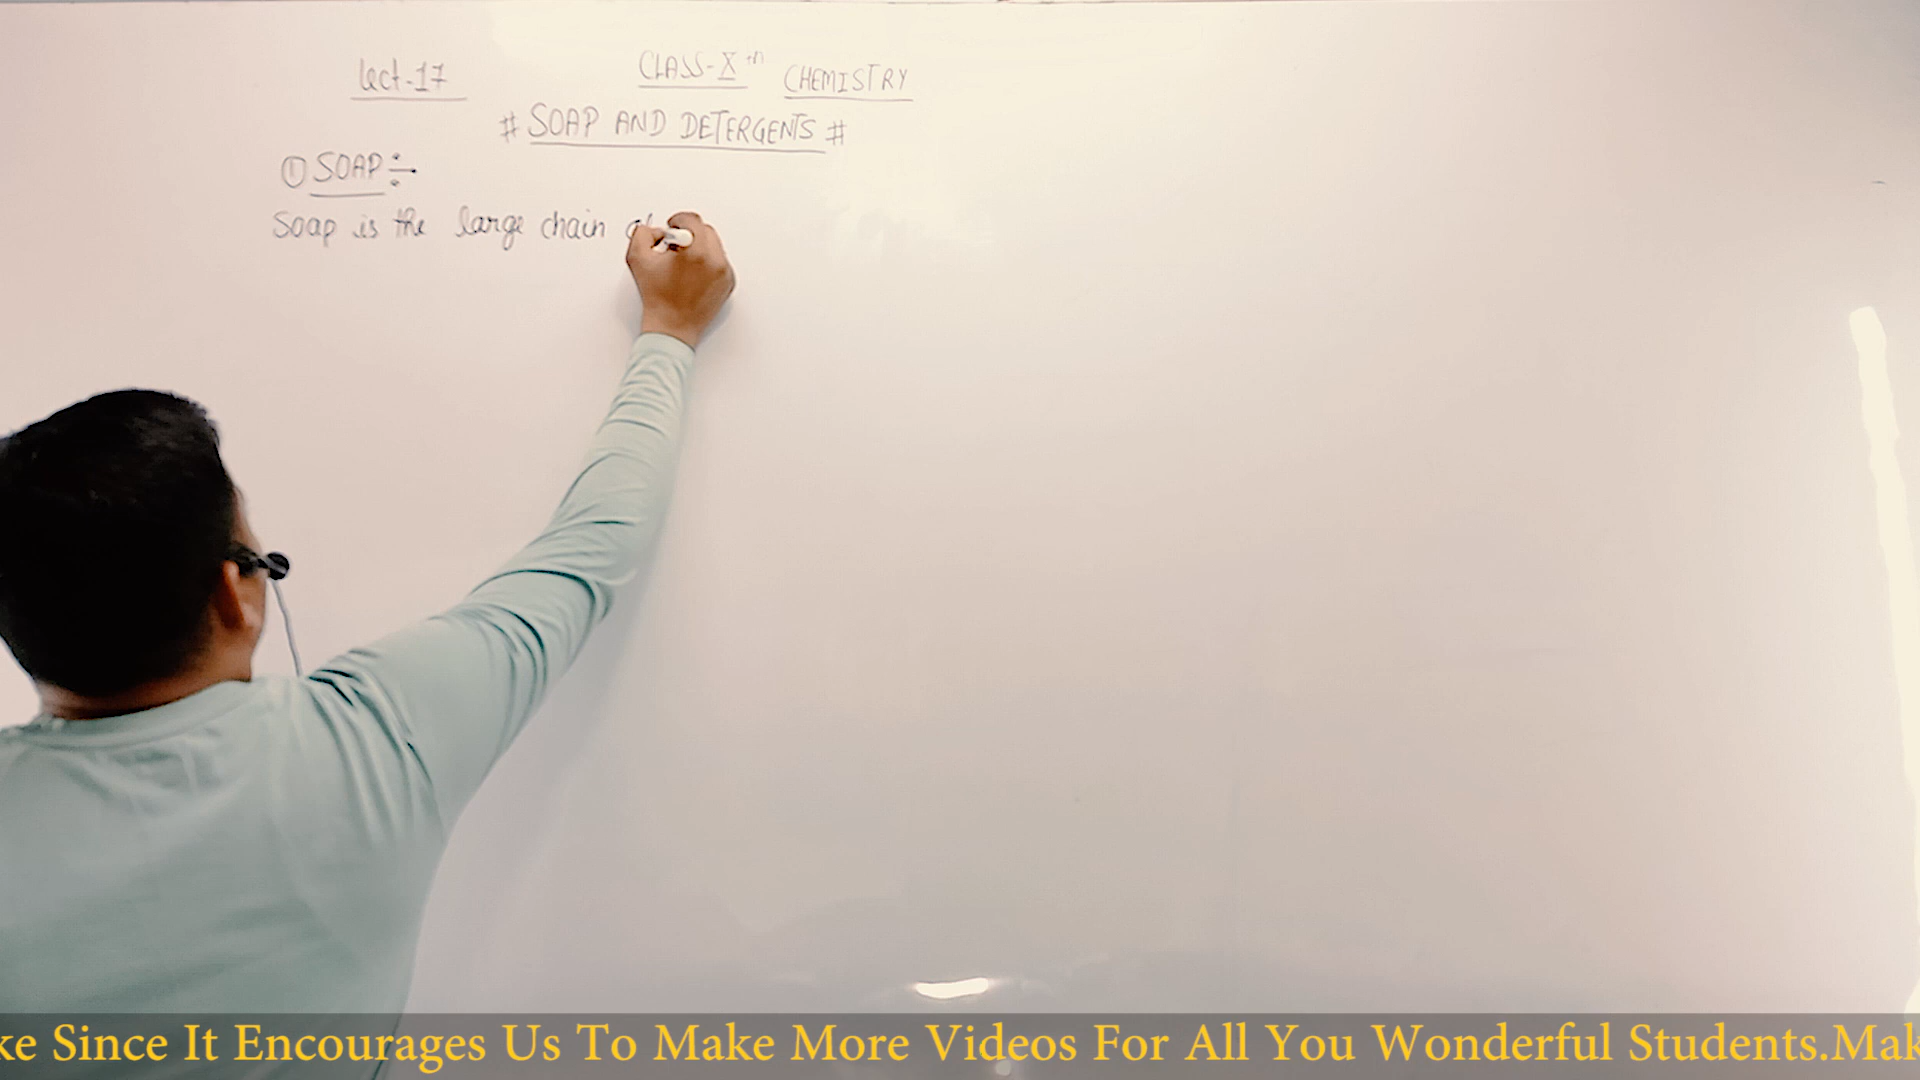 Lect-17 CLASS-Xth CHEMISTRY
# SOAP AND DETERGENTS #
① SOAP ÷
Soap is the large chain
ke Since It Encourages Us To Make More Videos For All You Wonderful Students.Mak